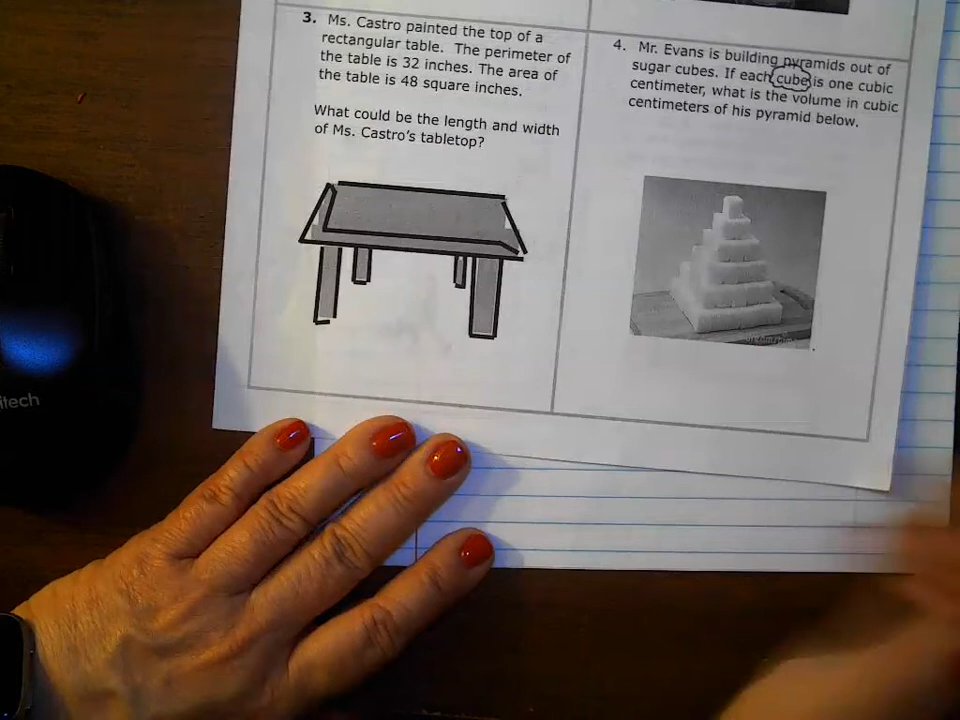 3. Ms. Castro painted the top of a
rectangular table. The perimeter of
the table is 32 inches. The area of
the table is 48 square inches.
What could be the length and width
of Ms. Castro's tabletop?
4. Mr. Evans is building pyramids out of
sugar cubes. If each cube is one cubic
centimeter, what is the volume in cubic
centimeters of his pyramid below.
itech